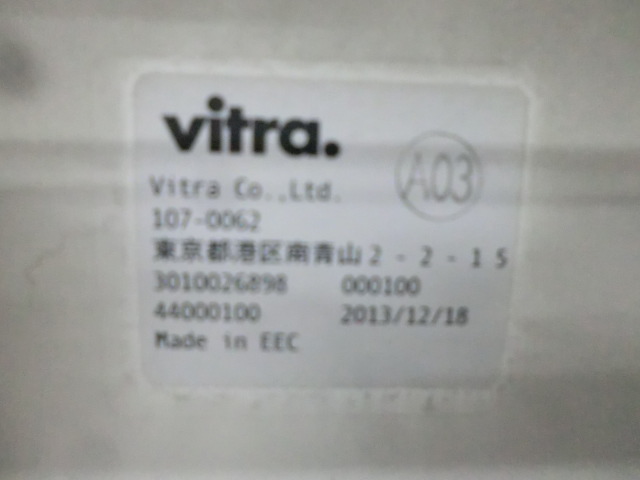 vitra.
A03
Vitra Co.,Ltd.
107-0062
東京都港区南青山2-2-15
3010026898 000100
44000100 2013/12/18
Made in EEC